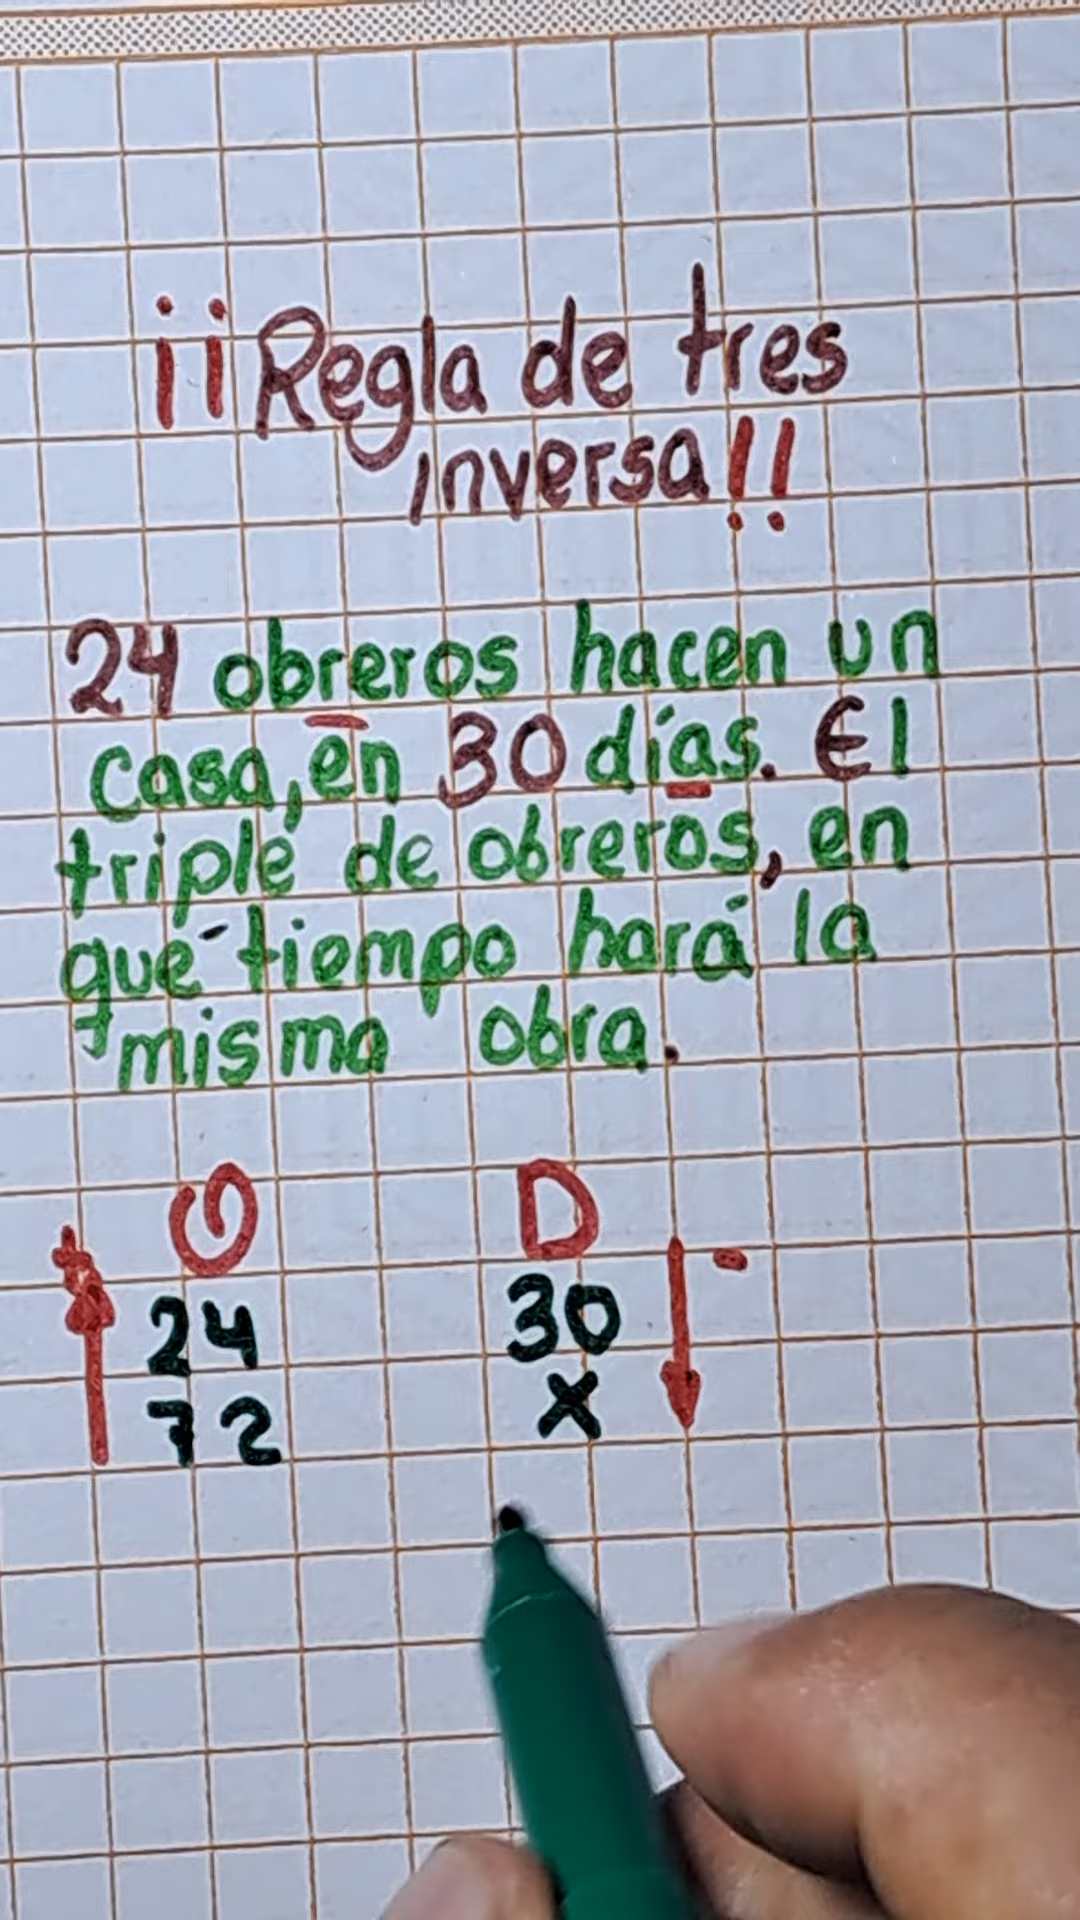 ¡¡Regla de tres
inversa!!
24 obreros hacen un
casa, en 30 días. El
triple de obreros, en
qué tiempo hará la
misma obra.
O D
24 30 -
72 X